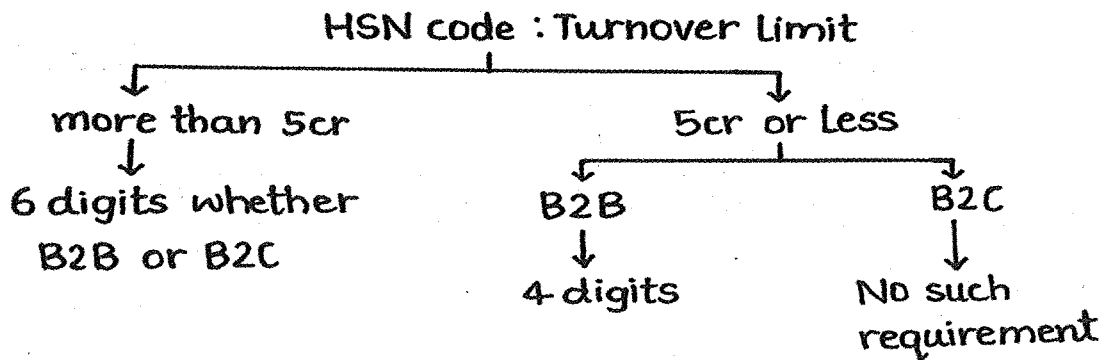 HSN code : Turnover Limit
more than 5cr
5cr or Less
6 digits whether
B2B or B2C
B2B
B2C
4 digits
No such
requirement